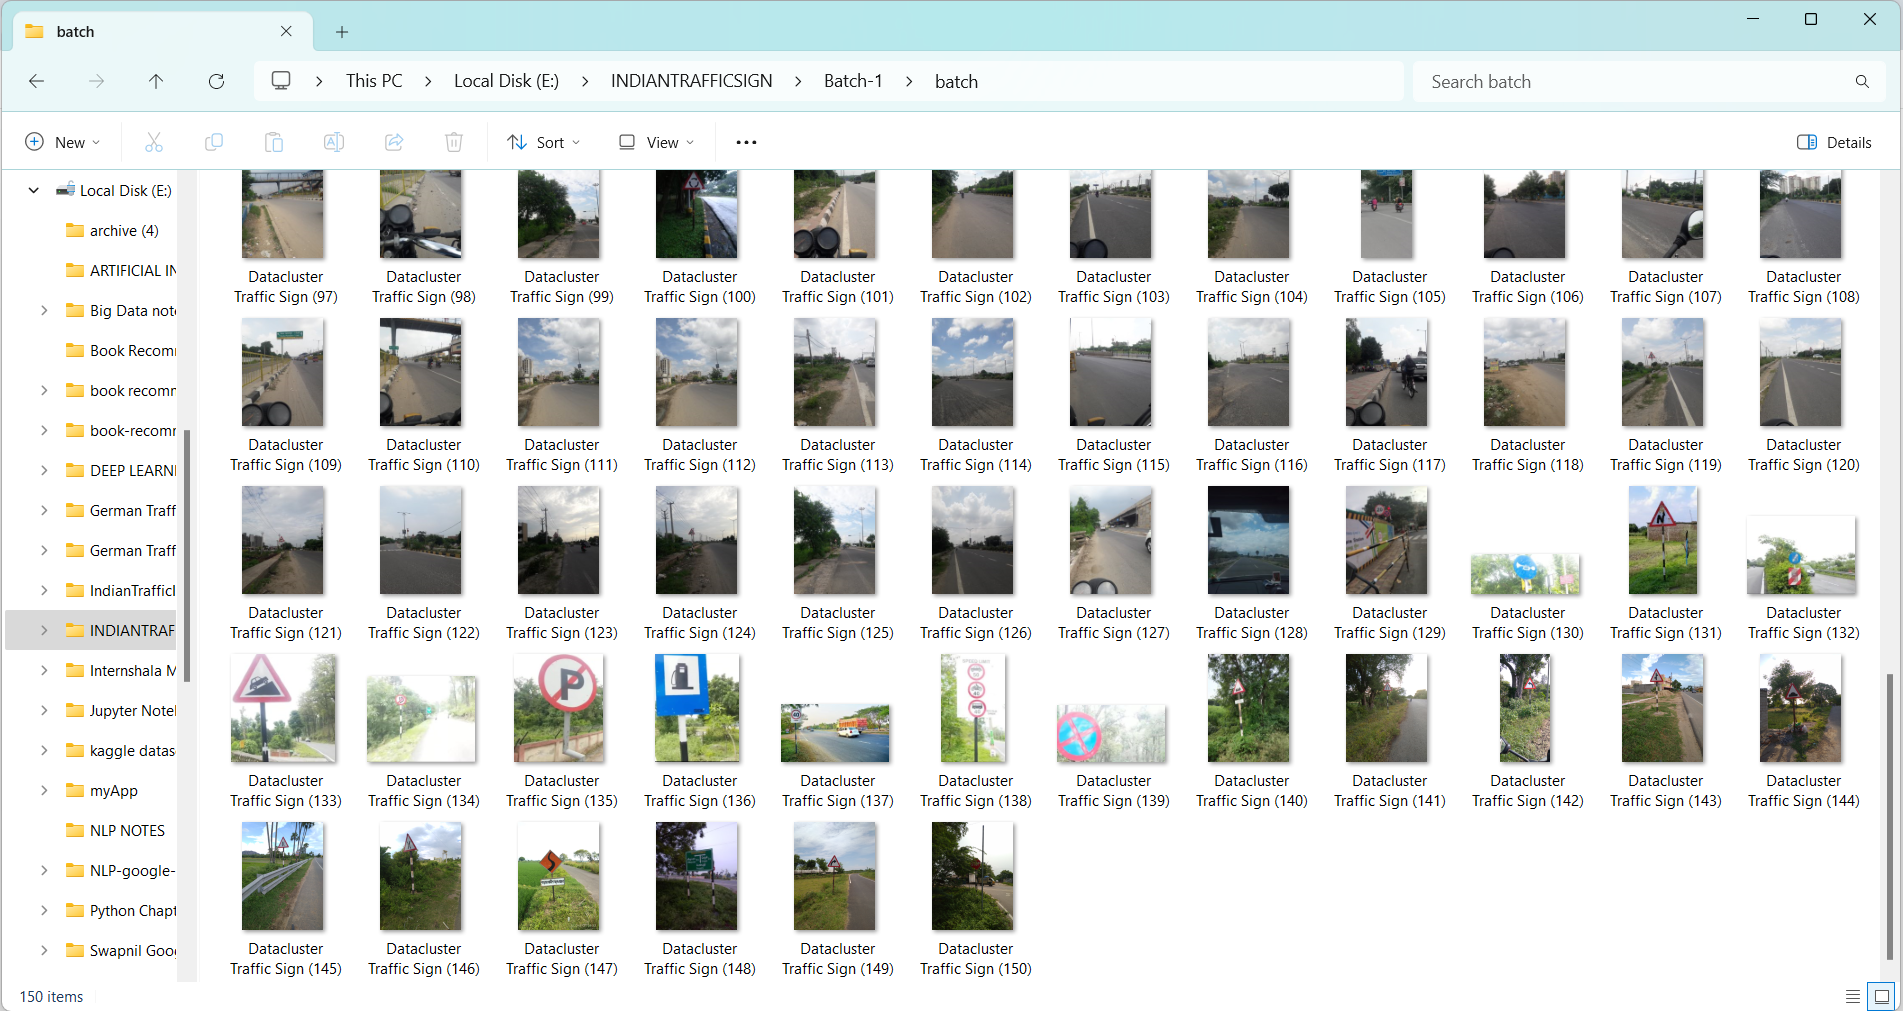 batch
This PC
Local Disk (E:)
INDIANTRAFFICSIGN
Batch-1
batch
Search batch
New
Sort
View
Details
Local Disk (E:)
archive (4)
ARTIFICIAL IN
Big Data note
Book Recomm
book recomm
book-recomm
DEEP LEARNI
German Traff
German Traff
IndianTrafficI
INDIANTRAF
Internshala M
Jupyter Notel
kaggle datas
myApp
NLP NOTES
NLP-google-
Python Chapt
Swapnil Goo
Datacluster Traffic Sign (97)
Datacluster Traffic Sign (98)
Datacluster Traffic Sign (99)
Datacluster Traffic Sign (100)
Datacluster Traffic Sign (101)
Datacluster Traffic Sign (102)
Datacluster Traffic Sign (103)
Datacluster Traffic Sign (104)
Datacluster Traffic Sign (105)
Datacluster Traffic Sign (106)
Datacluster Traffic Sign (107)
Datacluster Traffic Sign (108)
Datacluster Traffic Sign (109)
Datacluster Traffic Sign (110)
Datacluster Traffic Sign (111)
Datacluster Traffic Sign (112)
Datacluster Traffic Sign (113)
Datacluster Traffic Sign (114)
Datacluster Traffic Sign (115)
Datacluster Traffic Sign (116)
Datacluster Traffic Sign (117)
Datacluster Traffic Sign (118)
Datacluster Traffic Sign (119)
Datacluster Traffic Sign (120)
Datacluster Traffic Sign (121)
Datacluster Traffic Sign (122)
Datacluster Traffic Sign (123)
Datacluster Traffic Sign (124)
Datacluster Traffic Sign (125)
Datacluster Traffic Sign (126)
Datacluster Traffic Sign (127)
Datacluster Traffic Sign (128)
Datacluster Traffic Sign (129)
Datacluster Traffic Sign (130)
Datacluster Traffic Sign (131)
Datacluster Traffic Sign (132)
Datacluster Traffic Sign (133)
Datacluster Traffic Sign (134)
Datacluster Traffic Sign (135)
Datacluster Traffic Sign (136)
Datacluster Traffic Sign (137)
Datacluster Traffic Sign (138)
Datacluster Traffic Sign (139)
Datacluster Traffic Sign (140)
Datacluster Traffic Sign (141)
Datacluster Traffic Sign (142)
Datacluster Traffic Sign (143)
Datacluster Traffic Sign (144)
Datacluster Traffic Sign (145)
Datacluster Traffic Sign (146)
Datacluster Traffic Sign (147)
Datacluster Traffic Sign (148)
Datacluster Traffic Sign (149)
Datacluster Traffic Sign (150)
150 items